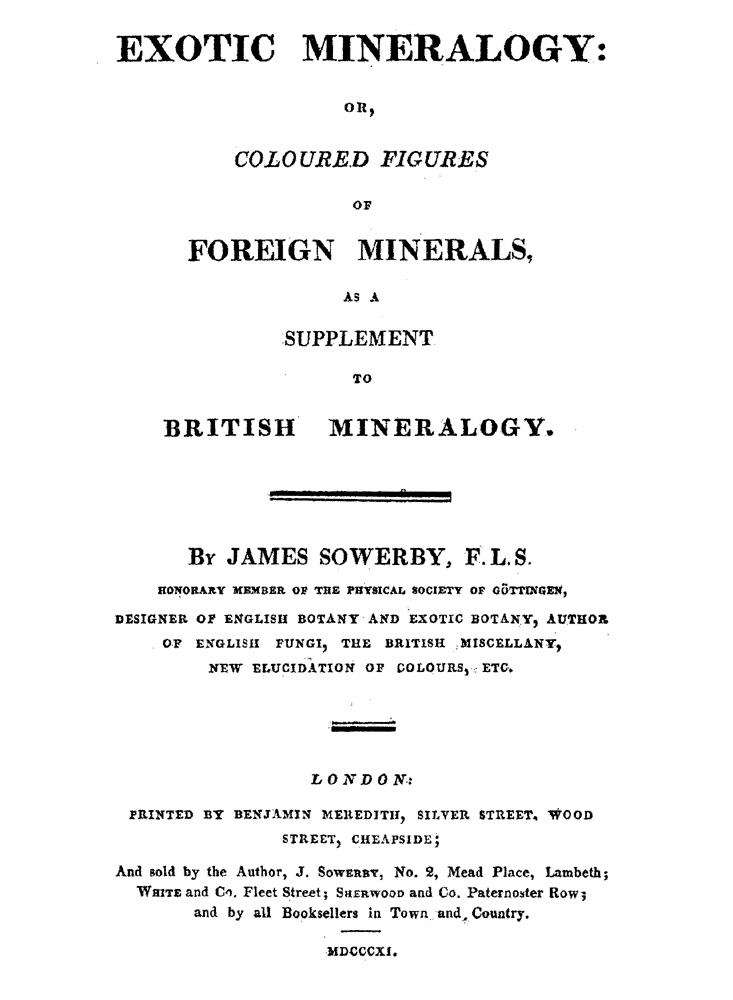 EXOTIC MINERALOGY:
OR,
COLOURED FIGURES
OF
FOREIGN MINERALS,
AS A
SUPPLEMENT
TO
BRITISH MINERALOGY.
By JAMES SOWERBY, F.L.S.
HONORARY MEMBER OF THE PHYSICAL SOCIETY OF GÖTTINGEN,
DESIGNER OF ENGLISH BOTANY AND EXOTIC BOTANY, AUTHOR
OF ENGLISH FUNGI, THE BRITISH MISCELLANY,
NEW ELUCIDATION OF COLOURS, ETC.
LONDON:
PRINTED BY BENJAMIN MEREDITH, SILVER STREET, WOOD
STREET, CHEAPSIDE;
And sold by the Author, J. SOWERBY, No. 2, Mead Place, Lambeth;
WHITE and Co. Fleet Street; SHERWOOD and Co. Paternoster Row;
and by all Booksellers in Town and Country.
MDCCCXI.